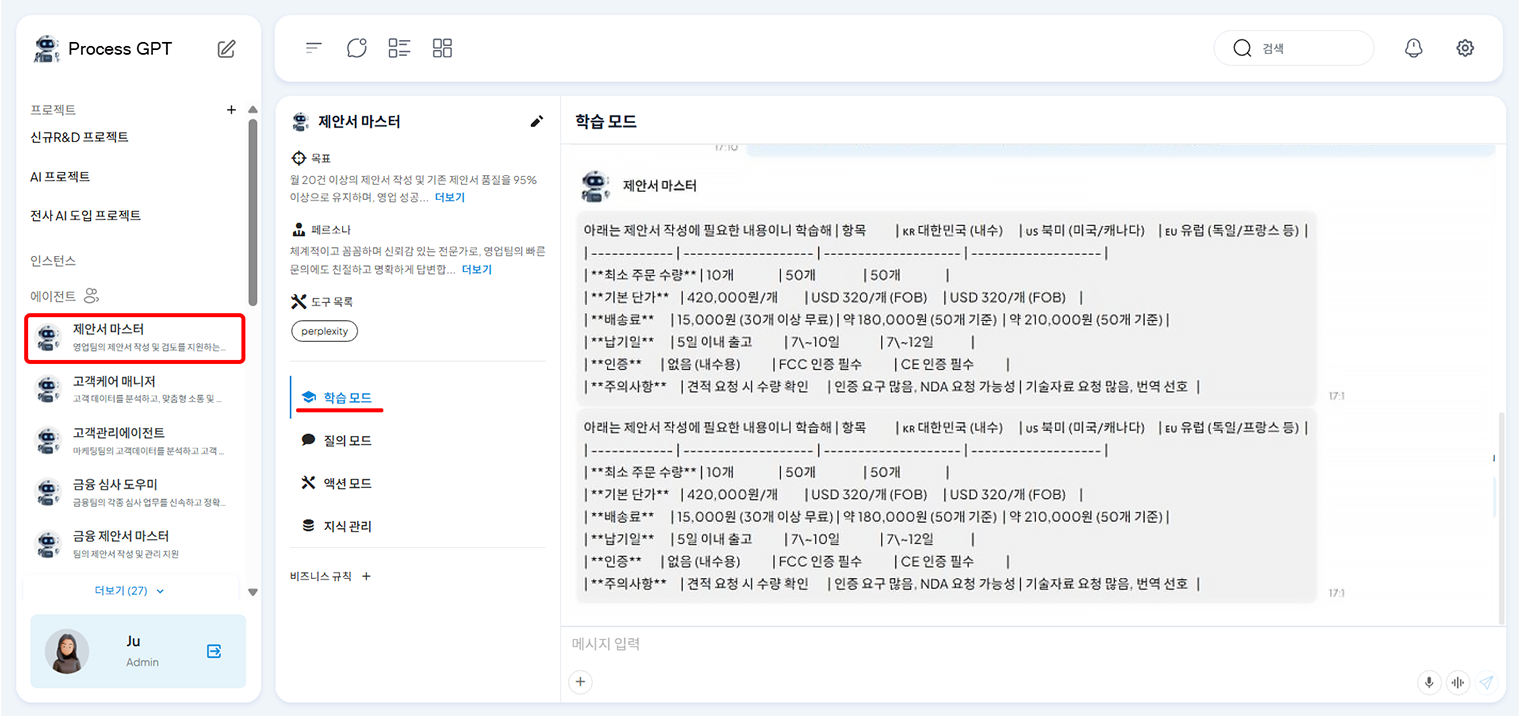 Process GPT
프로젝트 +
신규R&D 프로젝트
AI 프로젝트
전사 AI 도입 프로젝트
인스턴스
에이전트
제안서 마스터
영업팀의 제안서 작성 및 검토를 지원하는...
고객케어 매니저
고객 데이터를 분석하고, 맞춤형 소통 및 ...
고객관리에이전트
마케팅팀의 고객데이터를 분석하고 고객 ...
금융 심사 도우미
금융팀의 각종 심사 업무를 신속하고 정확...
금융 제안서 마스터
팀의 제안서 작성 및 관리 지원
더보기 (27)
Ju
Admin
검색
제안서 마스터
목표
월 20건 이상의 제안서 작성 및 기존 제안서 품질을 95%
이상으로 유지하며, 영업 성공... 더보기
페르소나
체계적이고 꼼꼼하며 신뢰감 있는 전문가로, 영업팀의 빠른
문의에도 친절하고 명확하게 답변합... 더보기
도구 목록
perplexity
학습 모드
질의 모드
액션 모드
지식 관리
비즈니스 규칙 +
학습 모드
17:10
제안서 마스터
아래는 제안서 작성에 필요한 내용이니 학습해 | 항목 | KR 대한민국 (내수) | US 북미 (미국/캐나다) | EU 유럽 (독일/프랑스 등) |
|------------|-------------------|--------------------|-------------------|
| **최소 주문 수량** | 10개 | 50개 | 50개 |
| **기본 단가** | 420,000원/개 | USD 320/개 (FOB) | USD 320/개 (FOB) |
| **배송료** | 15,000원 (30개 이상 무료) | 약 180,000원 (50개 기준) | 약 210,000원 (50개 기준) |
| **납기일** | 5일 이내 출고 | 7\~10일 | 7\~12일 |
| **인증** | 없음 (내수용) | FCC 인증 필수 | CE 인증 필수 |
| **주의사항** | 견적 요청 시 수량 확인 | 인증 요구 많음, NDA 요청 가능성 | 기술자료 요청 많음, 번역 선호 |
17:1
아래는 제안서 작성에 필요한 내용이니 학습해 | 항목 | KR 대한민국 (내수) | US 북미 (미국/캐나다) | EU 유럽 (독일/프랑스 등) |
|------------|-------------------|--------------------|-------------------|
| **최소 주문 수량** | 10개 | 50개 | 50개 |
| **기본 단가** | 420,000원/개 | USD 320/개 (FOB) | USD 320/개 (FOB) |
| **배송료** | 15,000원 (30개 이상 무료) | 약 180,000원 (50개 기준) | 약 210,000원 (50개 기준) |
| **납기일** | 5일 이내 출고 | 7\~10일 | 7\~12일 |
| **인증** | 없음 (내수용) | FCC 인증 필수 | CE 인증 필수 |
| **주의사항** | 견적 요청 시 수량 확인 | 인증 요구 많음, NDA 요청 가능성 | 기술자료 요청 많음, 번역 선호 |
17:1
메시지 입력